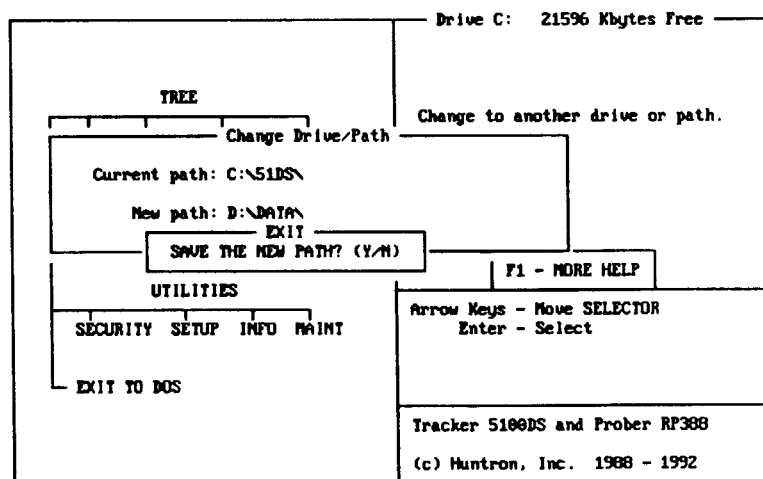 Drive C: 21596 Kbytes Free
TREE
Change to another drive or path.
Change Drive/Path
Current path: C:\51DS\
New path: D:\DATA\
EXIT
SAVE THE NEW PATH? (Y/N)
F1 - MORE HELP
UTILITIES
Arrow Keys - Move SELECTOR
Enter - Select
SECURITY SETUP INFO MAINT
EXIT TO DOS
Tracker 5100DS and Prober RP388
(c) Huntron, Inc. 1988 - 1992